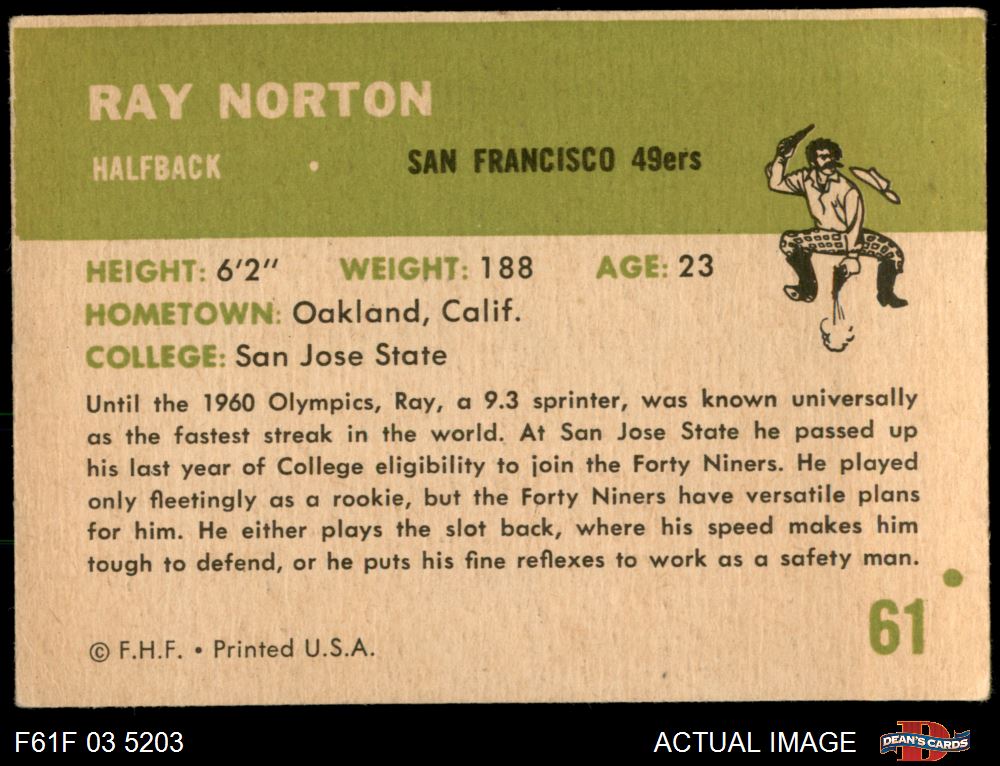 RAY NORTON
HALFBACK • SAN FRANCISCO 49ers
HEIGHT: 6'2" WEIGHT: 188 AGE: 23
HOMETOWN: Oakland, Calif.
COLLEGE: San Jose State
Until the 1960 Olympics, Ray, a 9.3 sprinter, was known universally
as the fastest streak in the world. At San Jose State he passed up
his last year of College eligibility to join the Forty Niners. He played
only fleetingly as a rookie, but the Forty Niners have versatile plans
for him. He either plays the slot back, where his speed makes him
tough to defend, or he puts his fine reflexes to work as a safety man.
61
© F.H.F. • Printed U.S.A.
F61F 03 5203 ACTUAL IMAGE D DEAN'S CARDS